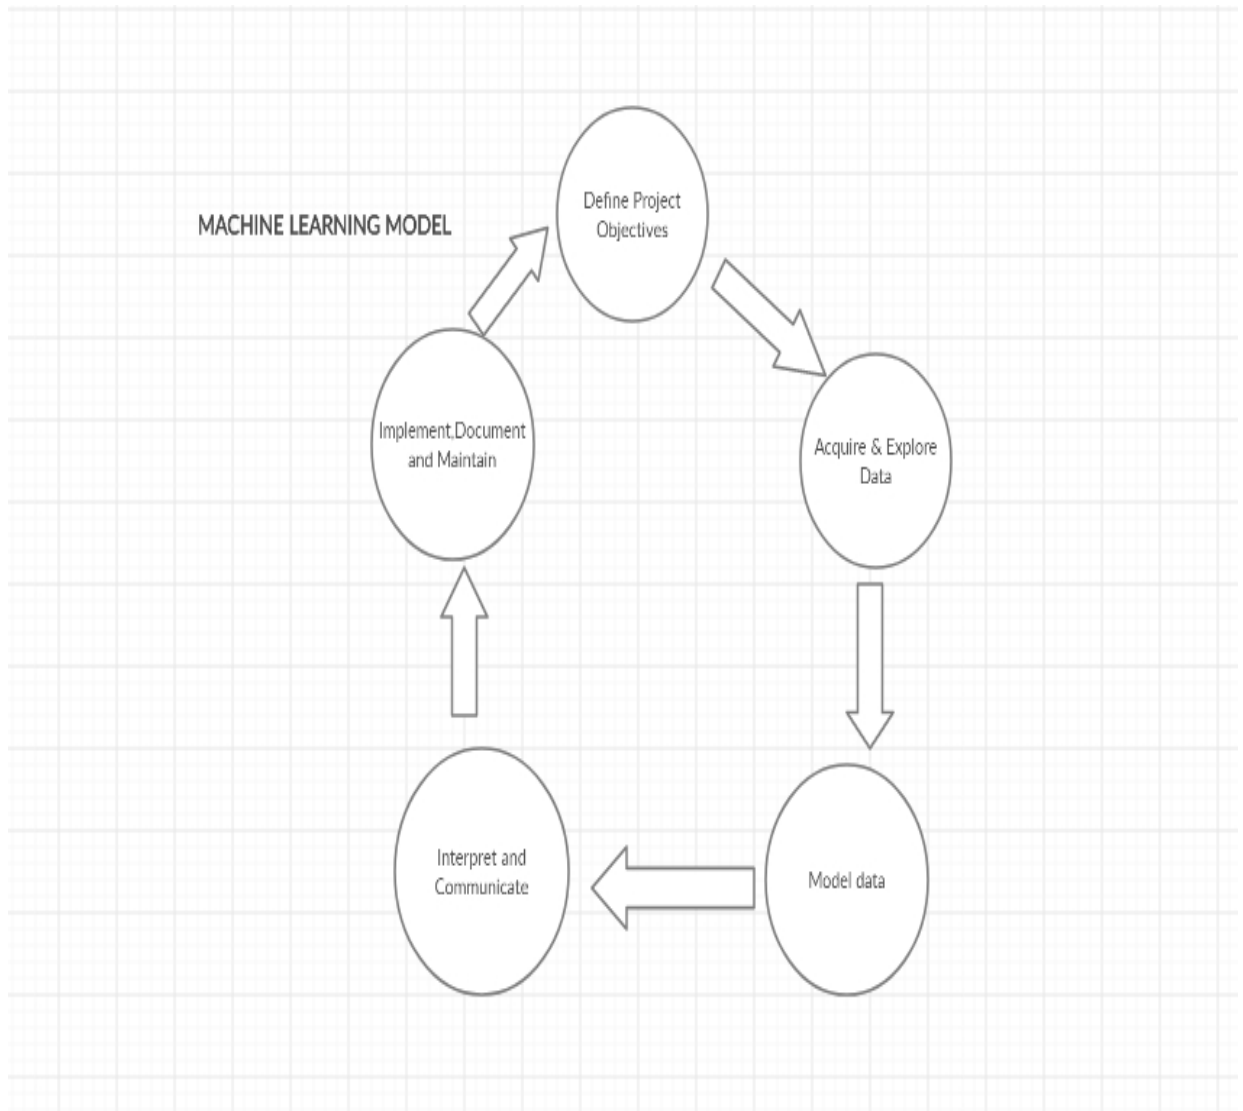 MACHINE LEARNING MODEL
Define Project
Objectives
Acquire & Explore
Data
Model data
Interpret and
Communicate
Implement,Document
and Maintain